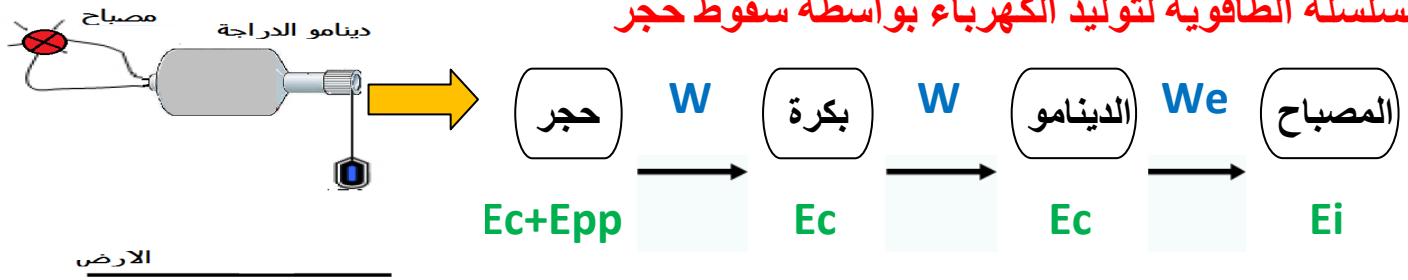 سلسلة الطاقوية لتوليد الكهرباء بواسطة سقوط حجر
مصباح
دينامو الدراجة
حجر
W
بكرة
W
الدينامو
We
المصباح
Ec+Epp
Ec
Ec
Ei
الارض